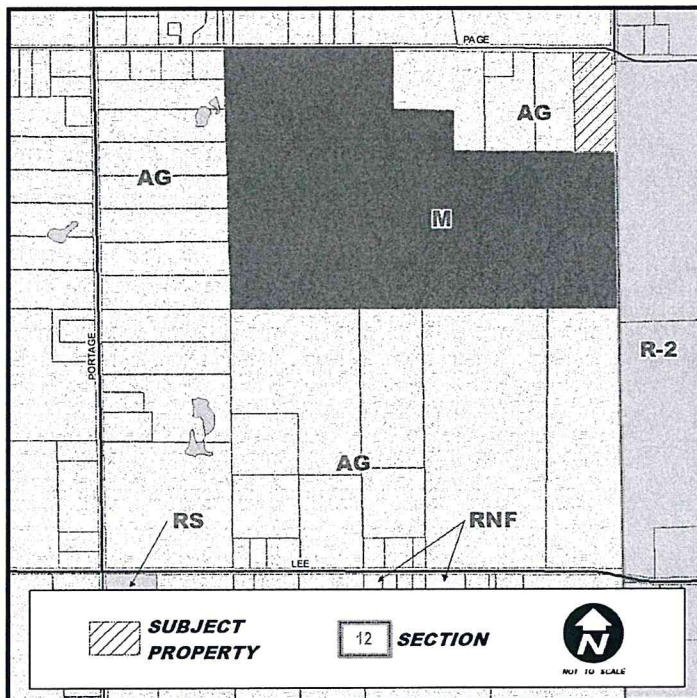 PAGE
AG
AG
M
PORTAGE
R-2
AG
RS
RNF
LEE
SUBJECT
PROPERTY
12
SECTION
N
NOT TO SCALE